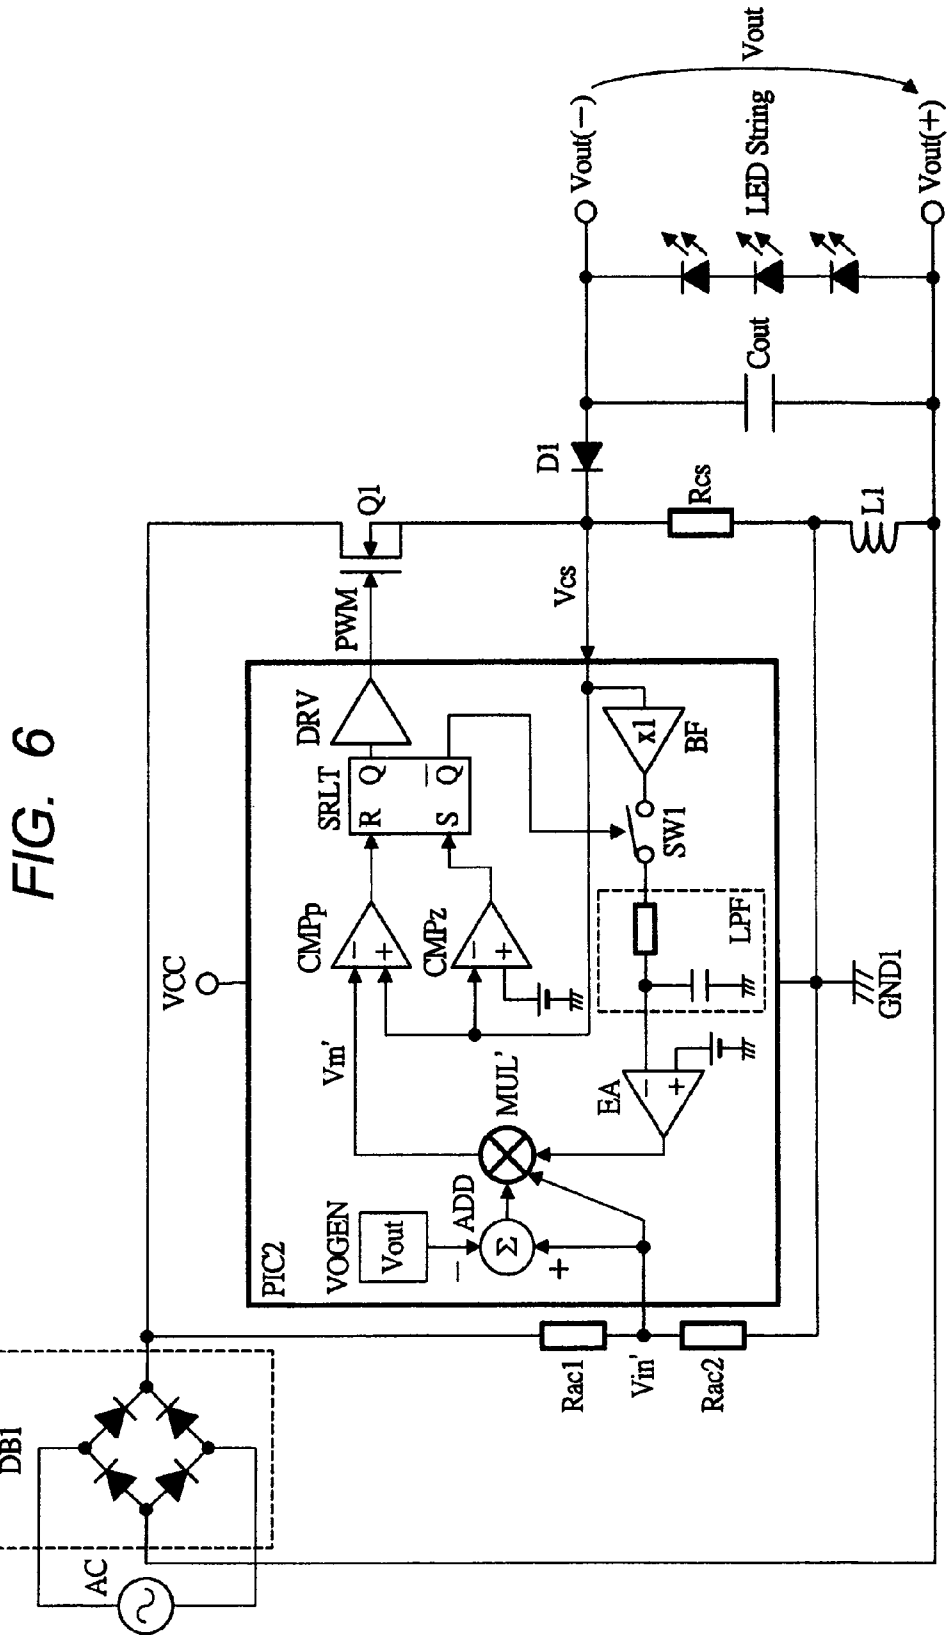 FIG. 6
AC
DB1
VCC
PIC2
VOGEN
Vout
−
ADD
Σ
+
MUL'
Vm'
CMPp
−
+
CMPz
−
+
SRLT
R
Q
S
Q
DRV
PWM
Q1
EA
−
+
LPF
SW1
x1
BF
Vcs
D1
Rcs
L1
Cout
LED String
Vout(−)
Vout
Vout(+)
Rac1
Vin'
Rac2
GND1